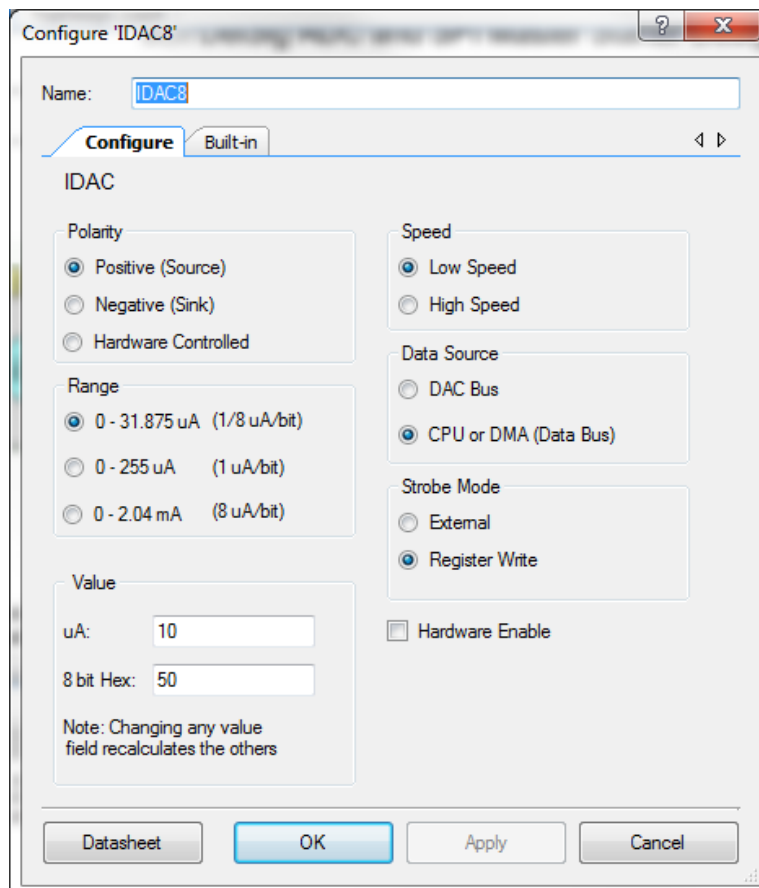 Configure 'IDAC8'
Name: IDAC8
Configure Built-in
IDAC
Polarity
Positive (Source)
Negative (Sink)
Hardware Controlled
Range
0 - 31.875 uA (1/8 uA/bit)
0 - 255 uA (1 uA/bit)
0 - 2.04 mA (8 uA/bit)
Value
uA: 10
8 bit Hex: 50
Note: Changing any value
field recalculates the others
Speed
Low Speed
High Speed
Data Source
DAC Bus
CPU or DMA (Data Bus)
Strobe Mode
External
Register Write
Hardware Enable
Datasheet OK Apply Cancel